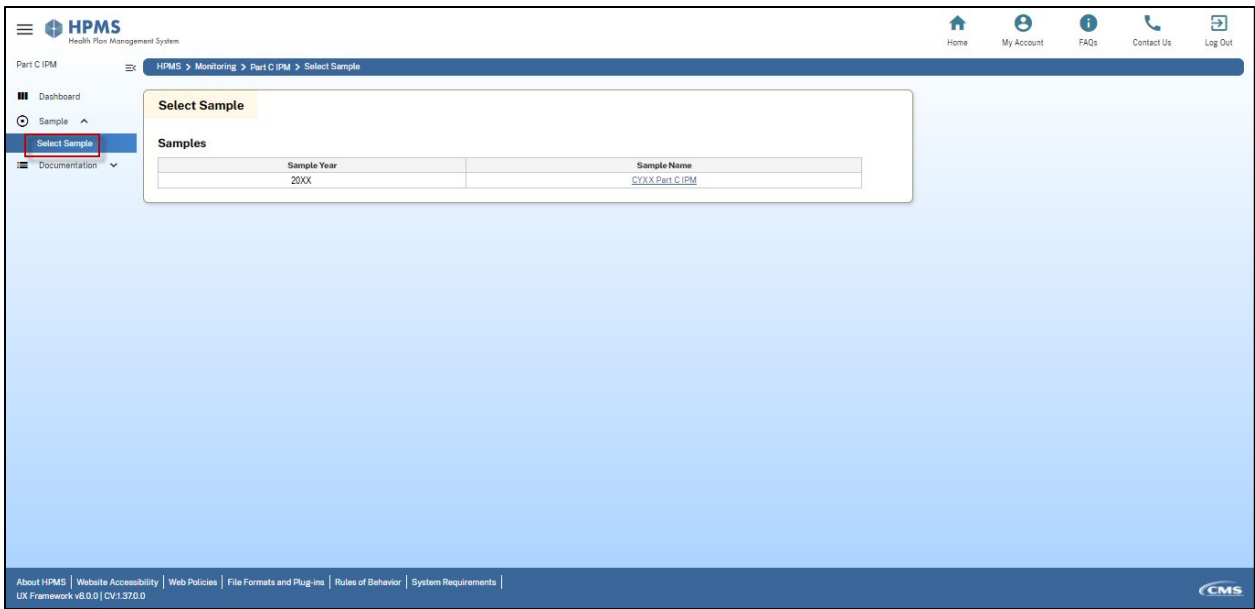 HPMS
Health Plan Management System
Home
My Account
FAQs
Contact Us
Log Out
Part C IPM
HPMS > Monitoring > Part C IPM > Select Sample
Dashboard
Sample
Select Sample
Documentation
Select Sample
Samples
Sample Year Sample Name
20XX CYXX Part C IPM
About HPMS | Website Accessibility | Web Policies | File Formats and Plug-ins | Rules of Behavior | System Requirements |
UX Framework v8.0.0 | CV:1.37.0.0
CMS